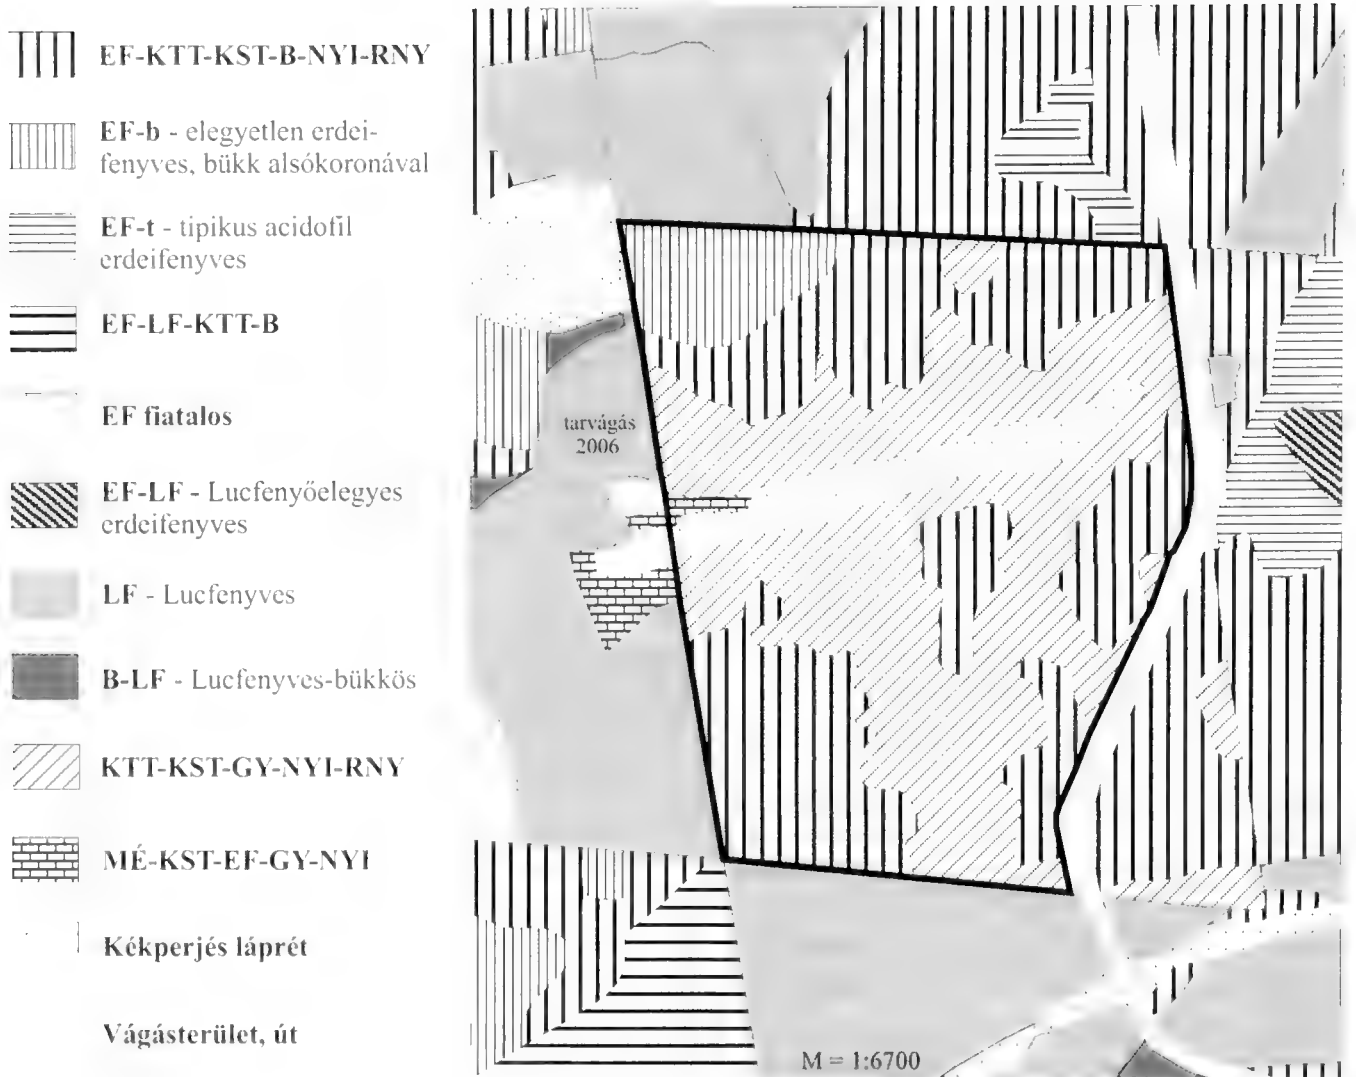 EF-KTT-KST-B-NYI-RNY
EF-b - elegyetlen erdei-
fenyves, bükk alsókoronával
EF-t - tipikus acidofil
erdeifenyves
EF-LF-KTT-B
EF fiatalos
EF-LF - Lucfenyőelegyes
erdeifenyves
LF - Lucfenyves
B-LF - Lucfenyves-bükkös
KTT-KST-GY-NYI-RNY
MÉ-KST-EF-GY-NYI
Kékperjés láprét
Vágásterület, út
tarvágás
2006
M = 1:6700